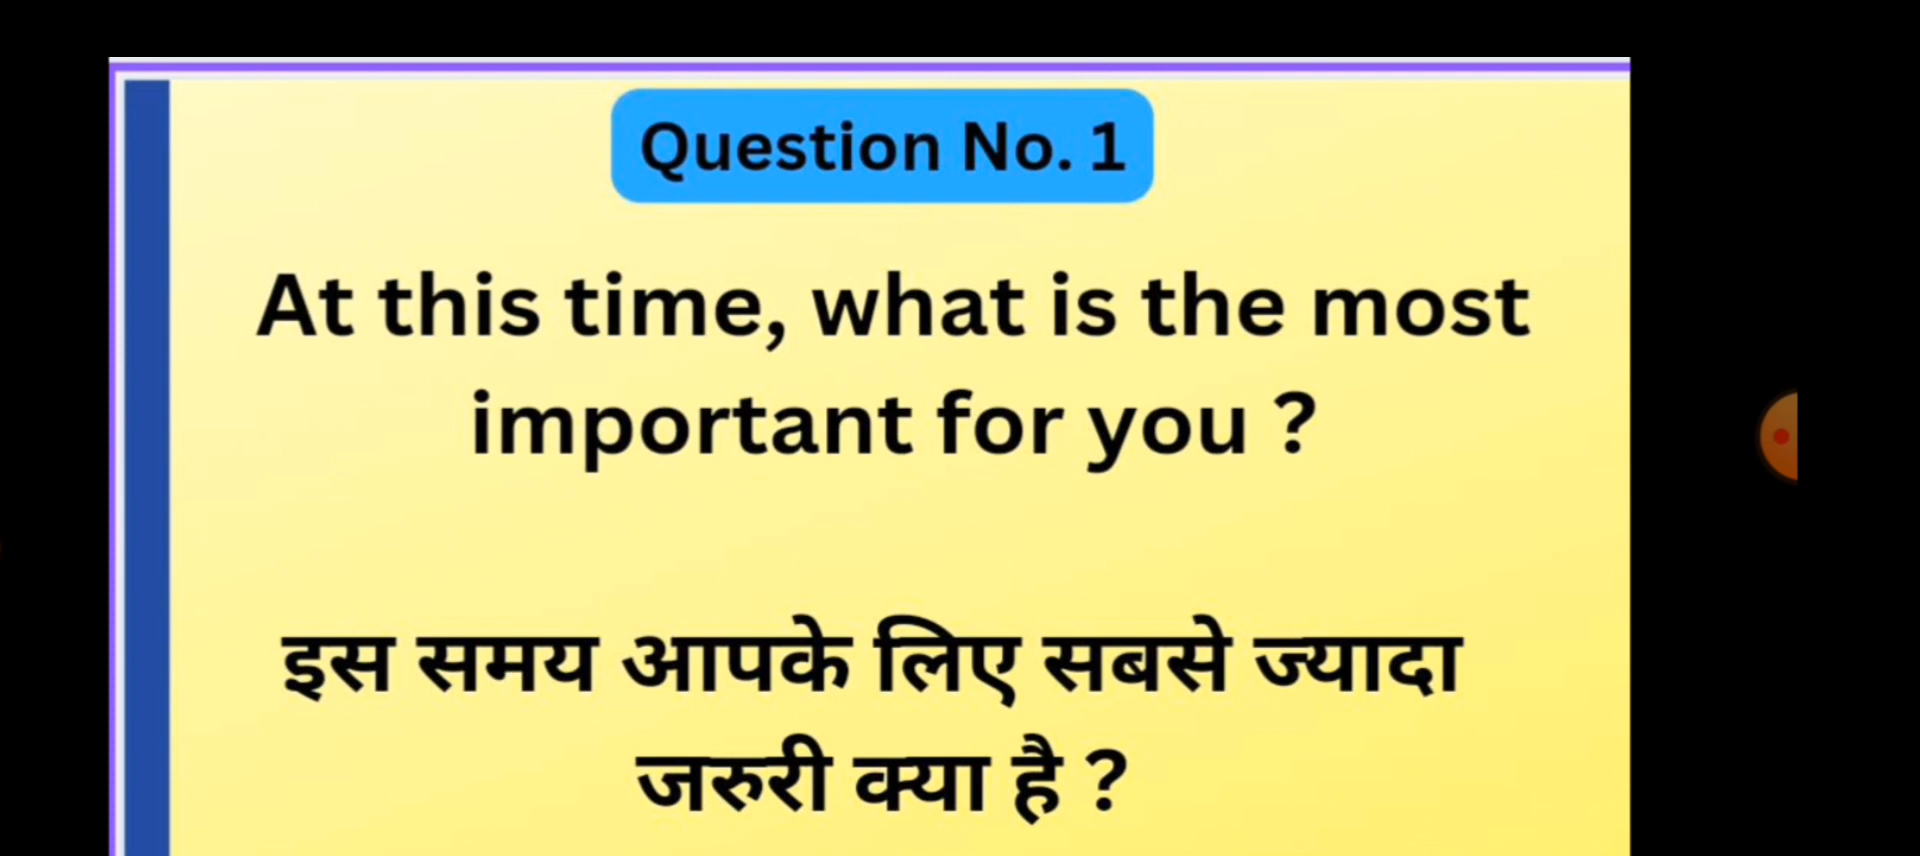 Question No. 1
At this time, what is the most
important for you ?
इस समय आपके लिए सबसे ज्यादा
जरुरी क्या है ?